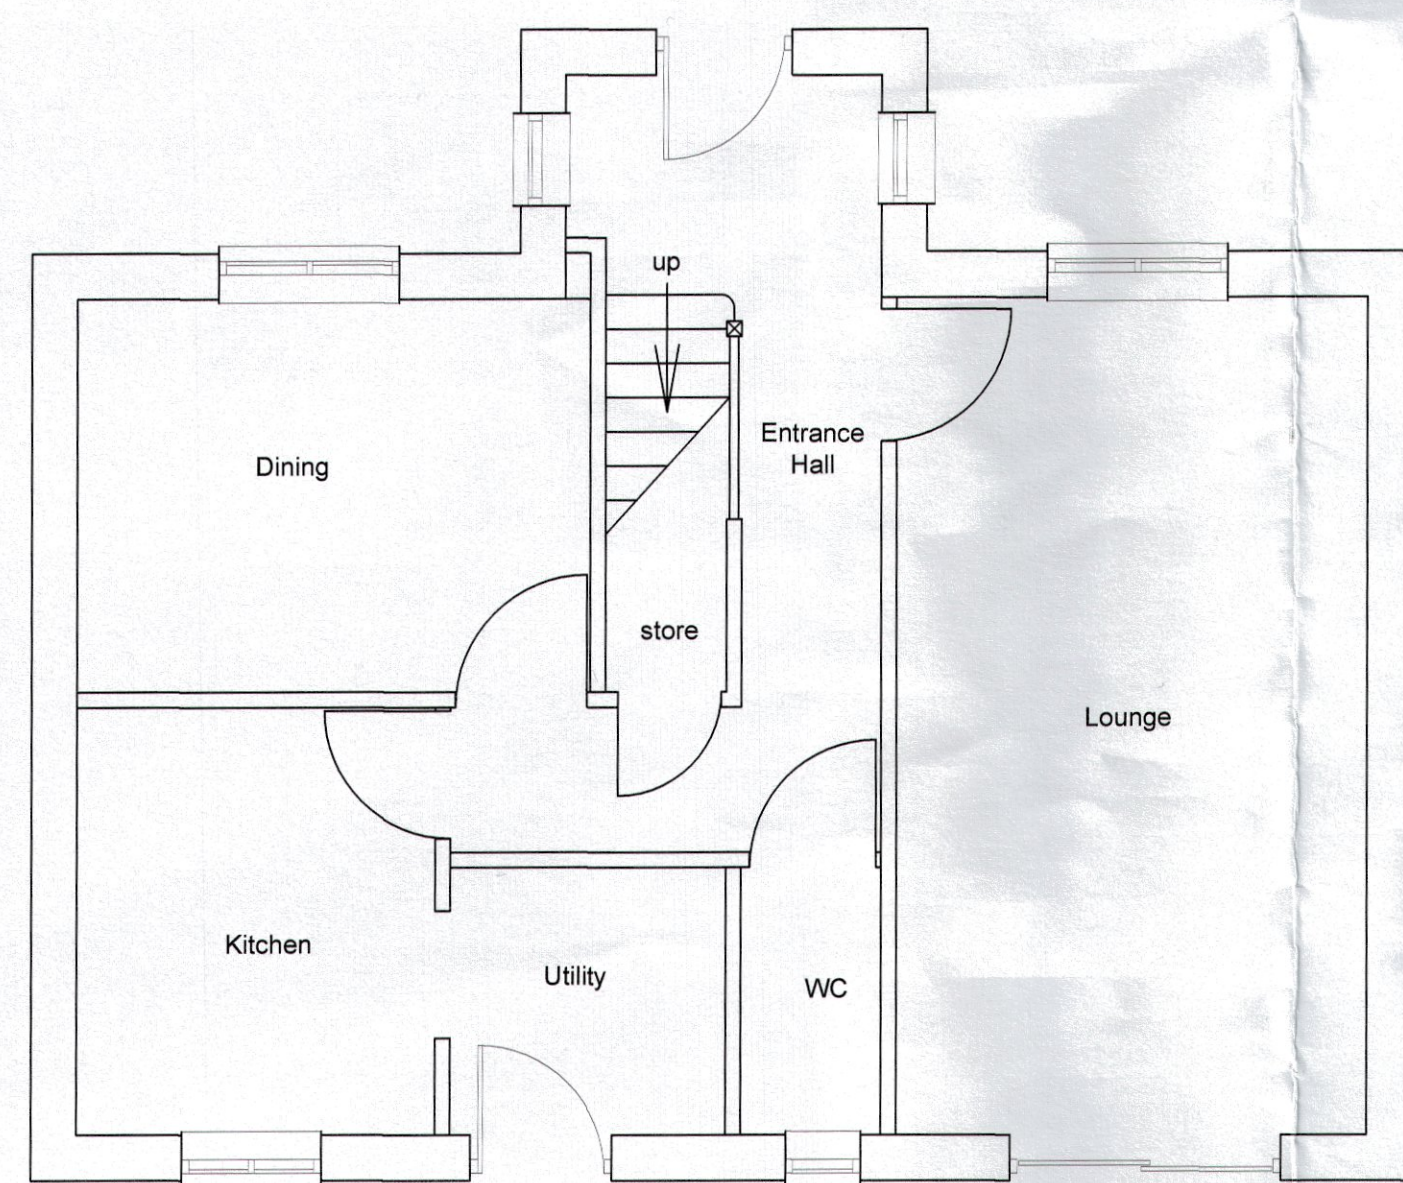 up
Entrance
Hall
Dining
store
Lounge
Kitchen
Utility
WC